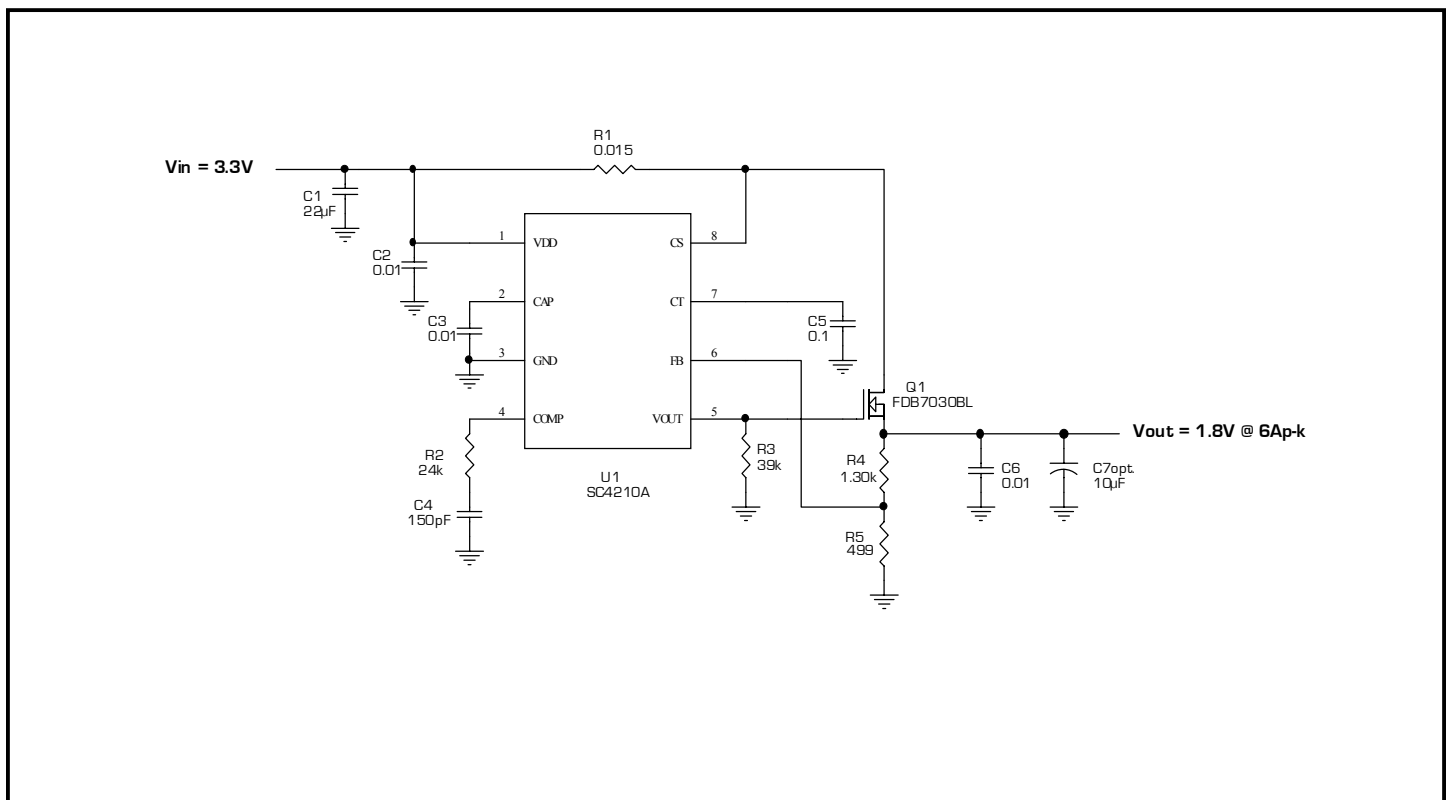 R1
0.015
Vin = 3.3V
C1
22µF
1
VDD
CS
8
C2
0.01
2
CAP
CT
7
C3
0.01
C5
0.1
3
GND
FB
6
Q1
FDB7030BL
4
COMP
VOUT
5
Vout = 1.8V @ 6Ap-k
R2
24k
R3
39k
R4
1.30k
C6
0.01
C7opt.
10µF
U1
SC4210A
C4
150pF
R5
499